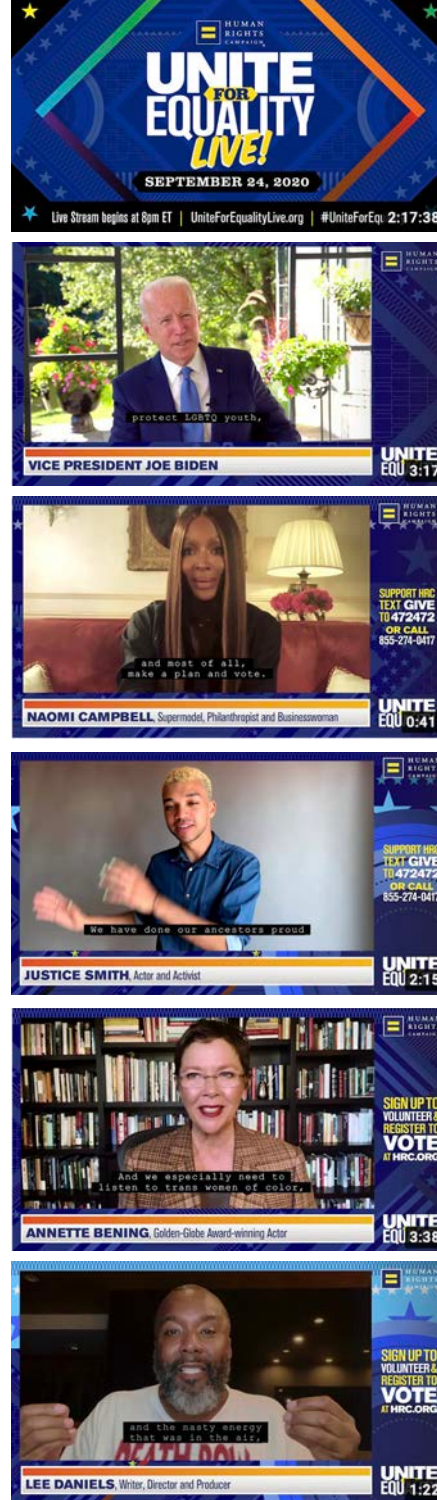 HUMAN
RIGHTS
CAMPAIGN
UNITE
FOR
EQUALITY
LIVE!
SEPTEMBER 24, 2020
Live Stream begins at 8pm ET | UniteForEqualityLive.org | #UniteForEqu 2:17:38
HUMAN
RIGHTS
CAMPAIGN
protect LGBTQ youth,
VICE PRESIDENT JOE BIDEN
UNITE
EQU 3:17
HUMAN
RIGHTS
CAMPAIGN
SUPPORT HRC
TEXT GIVE
TO 472472
OR CALL
855-274-0417
and most of all,
make a plan and vote.
NAOMI CAMPBELL, Supermodel, Philanthropist and Businesswoman
UNITE
EQU 0:41
HUMAN
RIGHTS
CAMPAIGN
SUPPORT HRC
TEXT GIVE
TO 472472
OR CALL
855-274-0417
We have done our ancestors proud
JUSTICE SMITH, Actor and Activist
UNITE
EQU 2:15
HUMAN
RIGHTS
CAMPAIGN
SIGN UP TO
VOLUNTEER &
REGISTER TO
VOTE
AT HRC.ORG
And we especially need to
listen to trans women of color,
ANNETTE BENING, Golden-Globe Award-winning Actor
UNITE
EQU 3:38
HUMAN
RIGHTS
CAMPAIGN
SIGN UP TO
VOLUNTEER &
REGISTER TO
VOTE
AT HRC.ORG
and the nasty energy
that was in the air,
DEATH ROW
LEE DANIELS, Writer, Director and Producer
UNITE
EQU 1:22